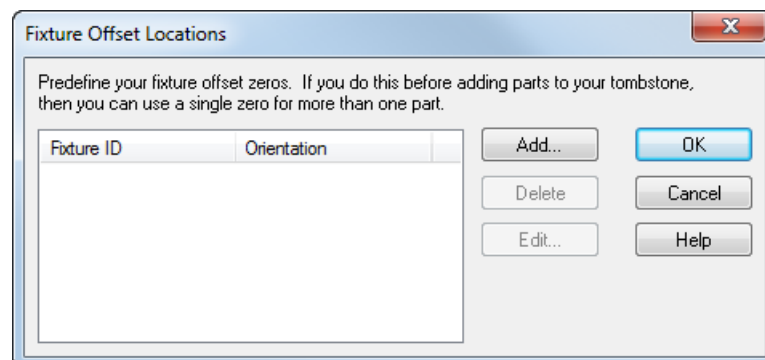 Fixture Offset Locations
Predefine your fixture offset zeros. If you do this before adding parts to your tombstone,
then you can use a single zero for more than one part.
Fixture ID Orientation
Add... OK
Delete Cancel
Edit... Help